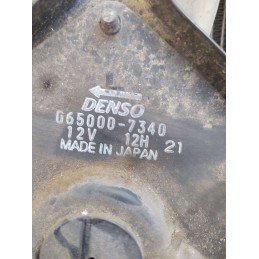 DENSO
065000-7340
12V 12H 21
MADE IN JAPAN